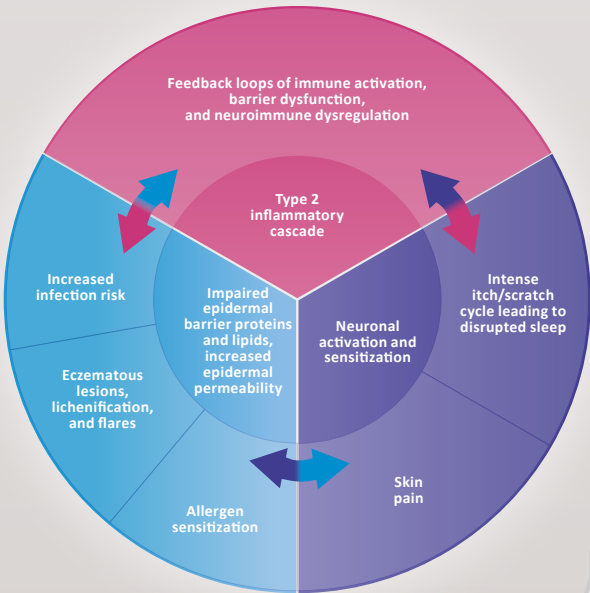 Feedback loops of immune activation,
barrier dysfunction,
and neuroimmune dysregulation
Type 2
inflammatory
cascade
Increased
infection risk
Impaired
epidermal
barrier proteins
and lipids,
increased
epidermal
permeability
Neuronal
activation and
sensitization
Intense
itch/scratch
cycle leading to
disrupted sleep
Eczematous
lesions,
lichenification,
and flares
Allergen
sensitization
Skin
pain